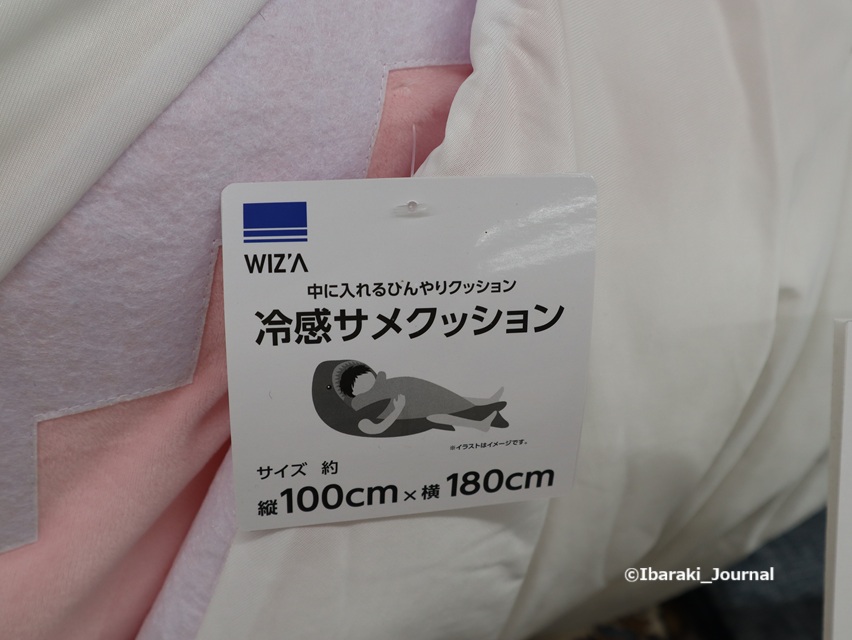 WIZ'A
中に入れるひんやりクッション
冷感サメクッション
※イラストはイメージです。
サイズ 約
縦100cm×横180cm
©Ibaraki_Journal